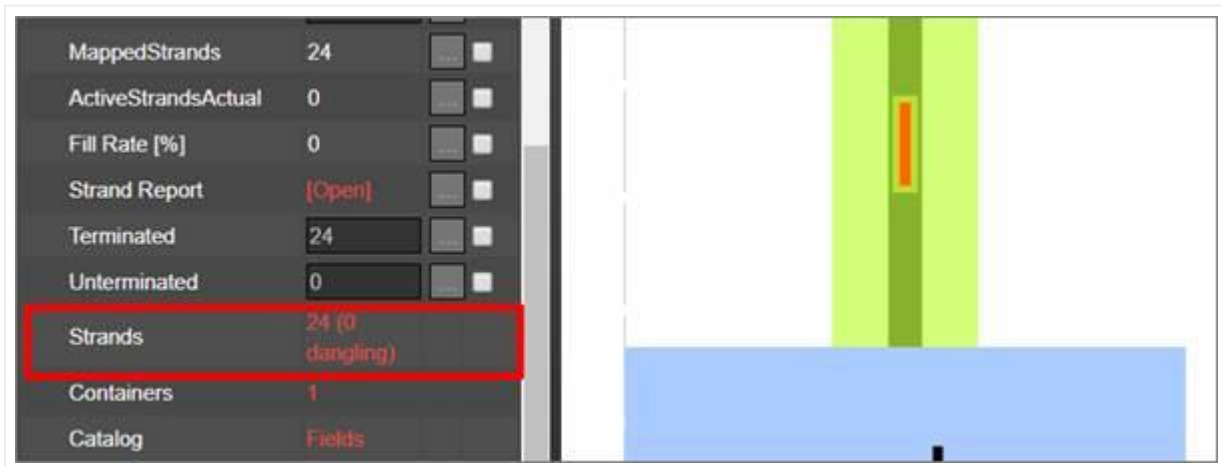 MappedStrands 24 ...
ActiveStrandsActual 0 ...
Fill Rate [%] 0 ...
Strand Report [Open] ...
Terminated 24 ...
Unterminated 0 ...
Strands 24 (0
dangling)
Containers 1
Catalog Fields